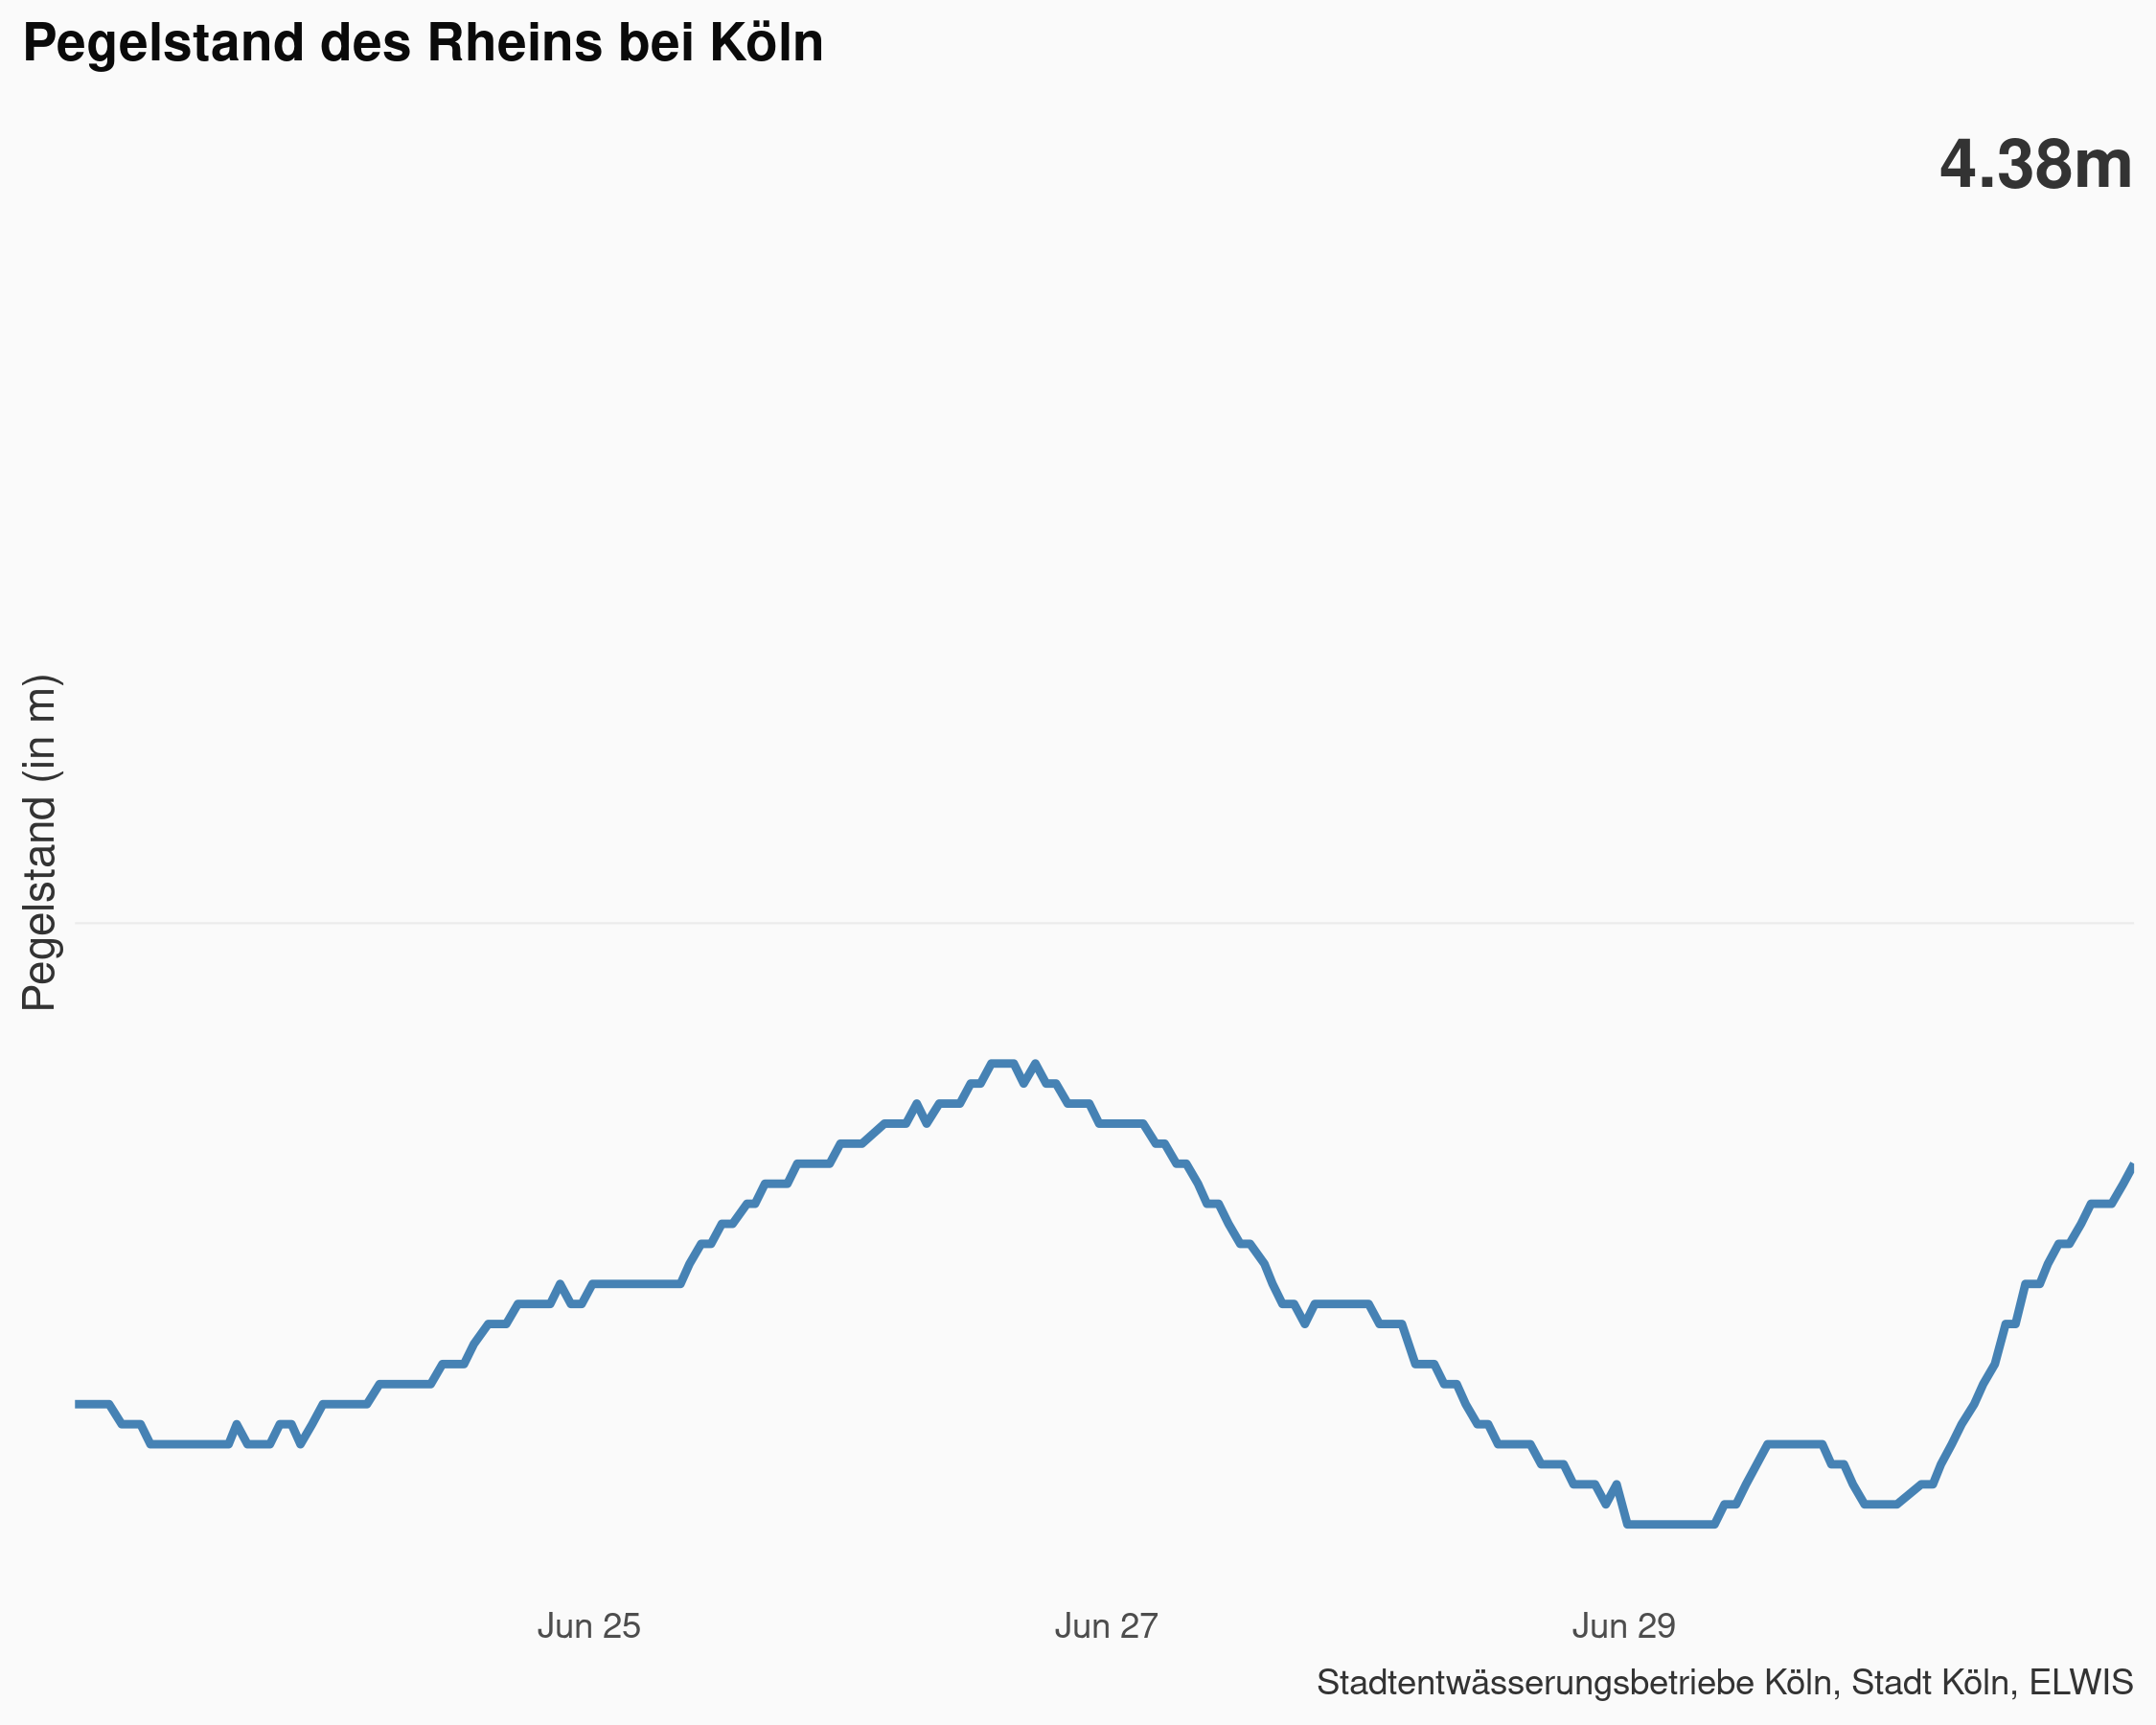 Pegelstand des Rheins bei Köln
4.38m
Pegelstand (in m)
Jun 25
Jun 27
Jun 29
Stadtentwässerungsbetriebe Köln, Stadt Köln, ELWIS